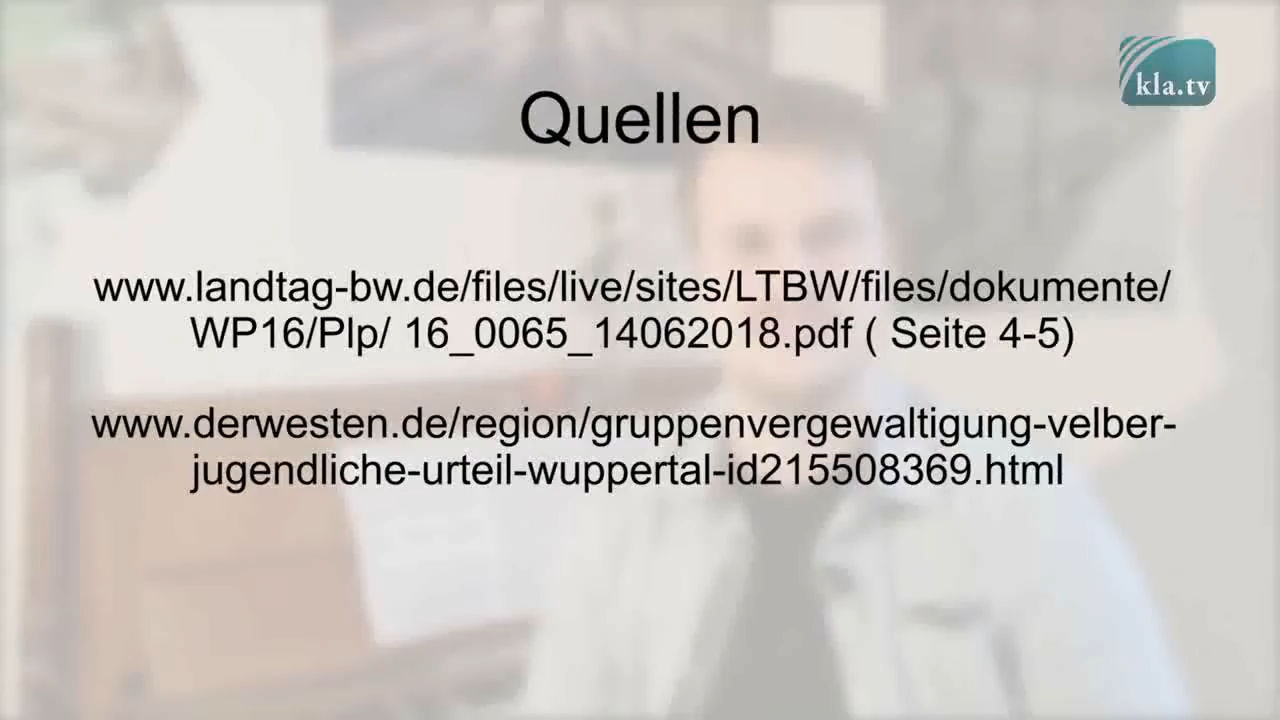 kla.tv
Quellen
www.landtag-bw.de/files/live/sites/LTBW/files/dokumente/
WP16/Plp/ 16_0065_14062018.pdf ( Seite 4-5)
www.derwesten.de/region/gruppenvergewaltigung-velber-
jugendliche-urteil-wuppertal-id215508369.html